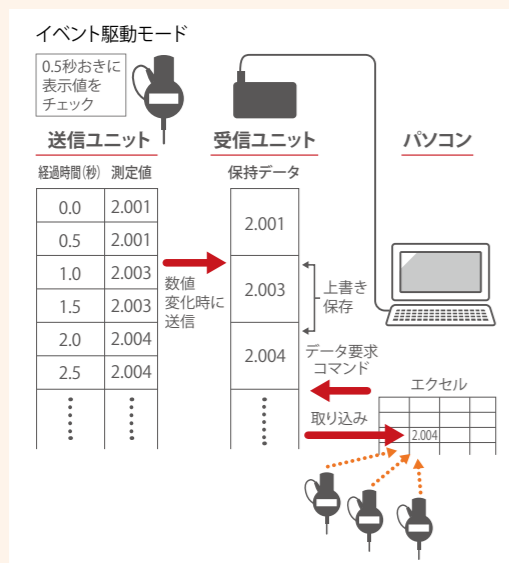 イベント駆動モード
0.5秒おきに
表示値を
チェック
送信ユニット
受信ユニット
パソコン
経過時間(秒) 測定値
保持データ
0.0 2.001
0.5 2.001
1.0 2.003
1.5 2.003
2.0 2.004
2.5 2.004
数値
変化時に
送信
2.001
2.003
2.004
上書き
保存
データ要求
コマンド
エクセル
取り込み
2.004